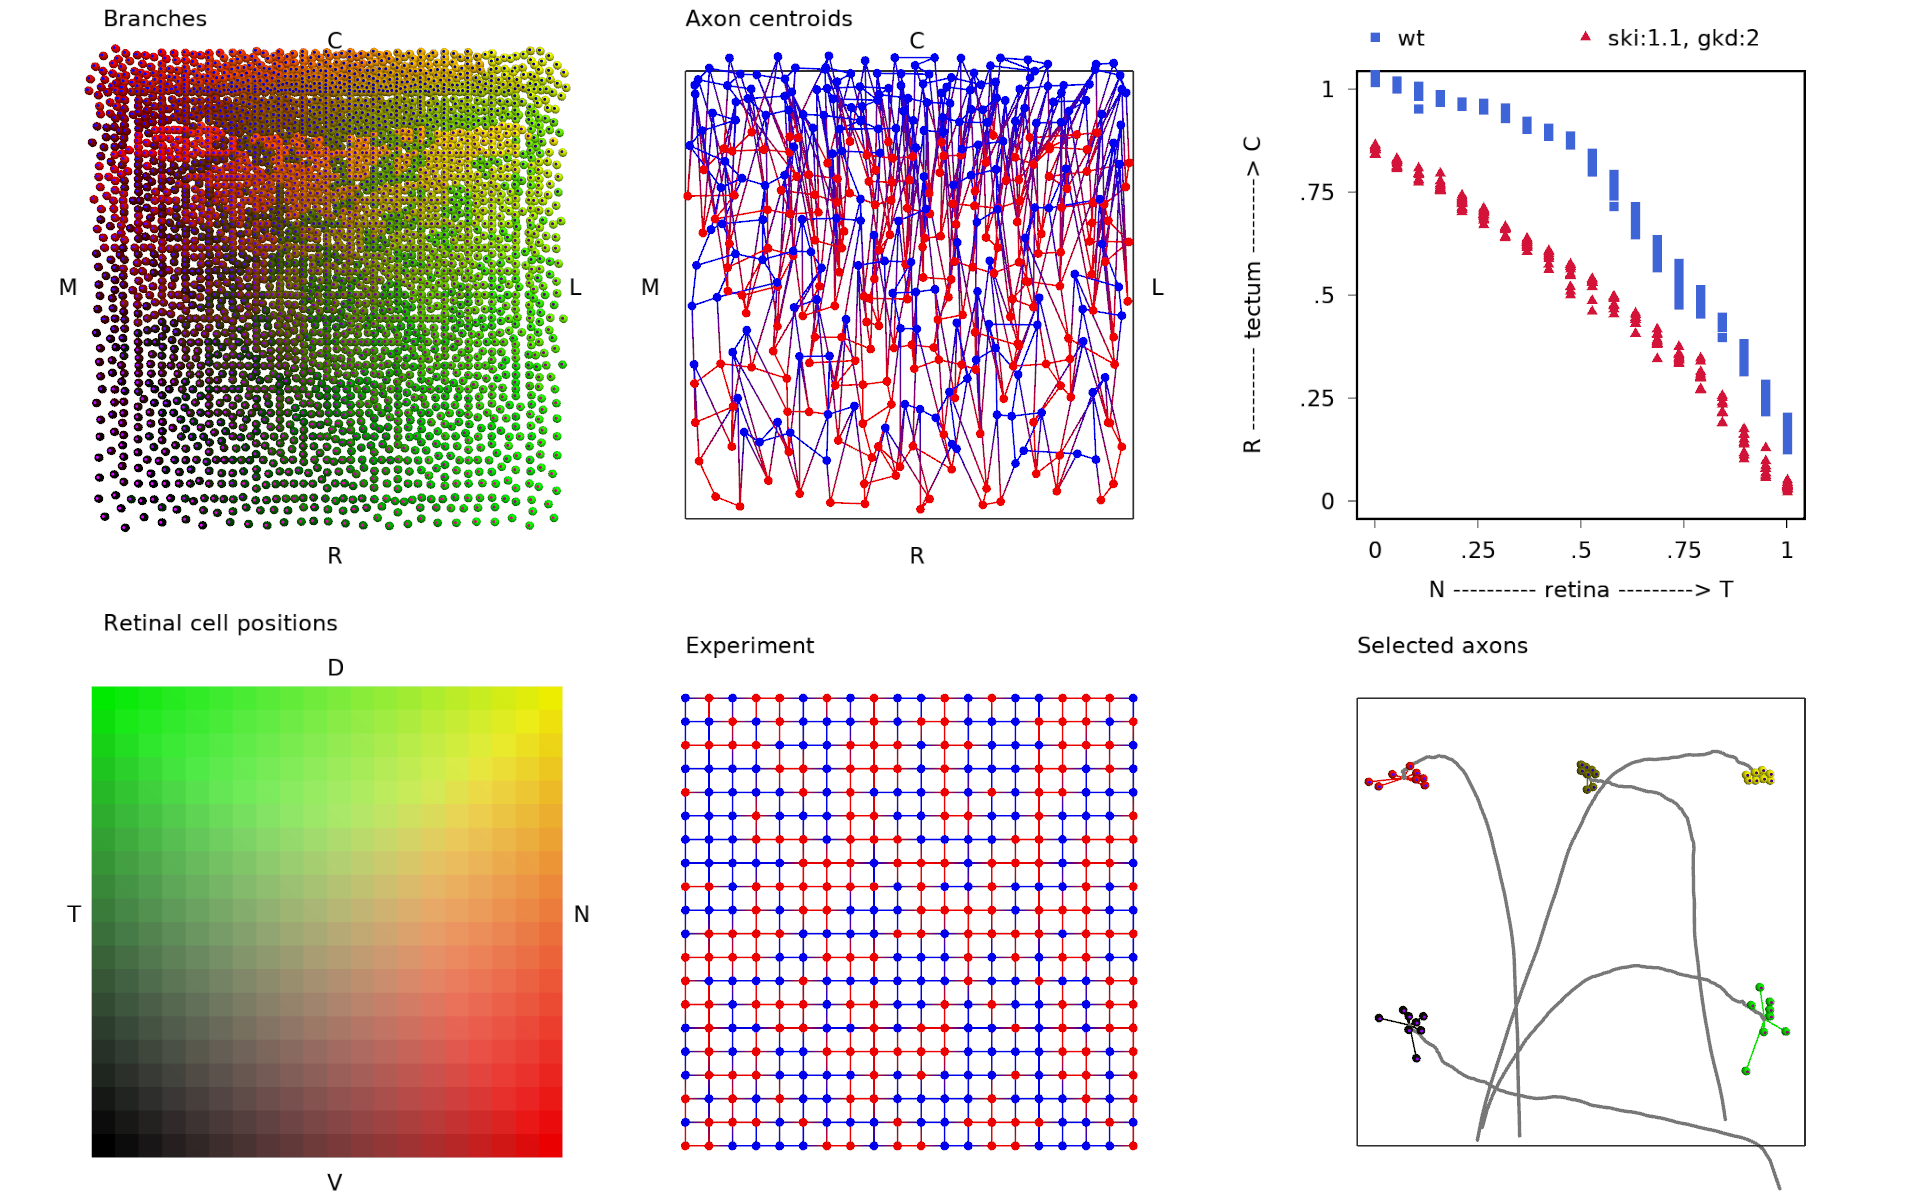 Branches
C
M
L
R
Axon centroids
C
M
L
R
wt
ski:1.1, gkd:2
1
.75
.5
.25
0
R ---------- tectum ----------> C
0
.25
.5
.75
1
N ---------- retina ---------> T
Retinal cell positions
D
T
N
V
Experiment
Selected axons